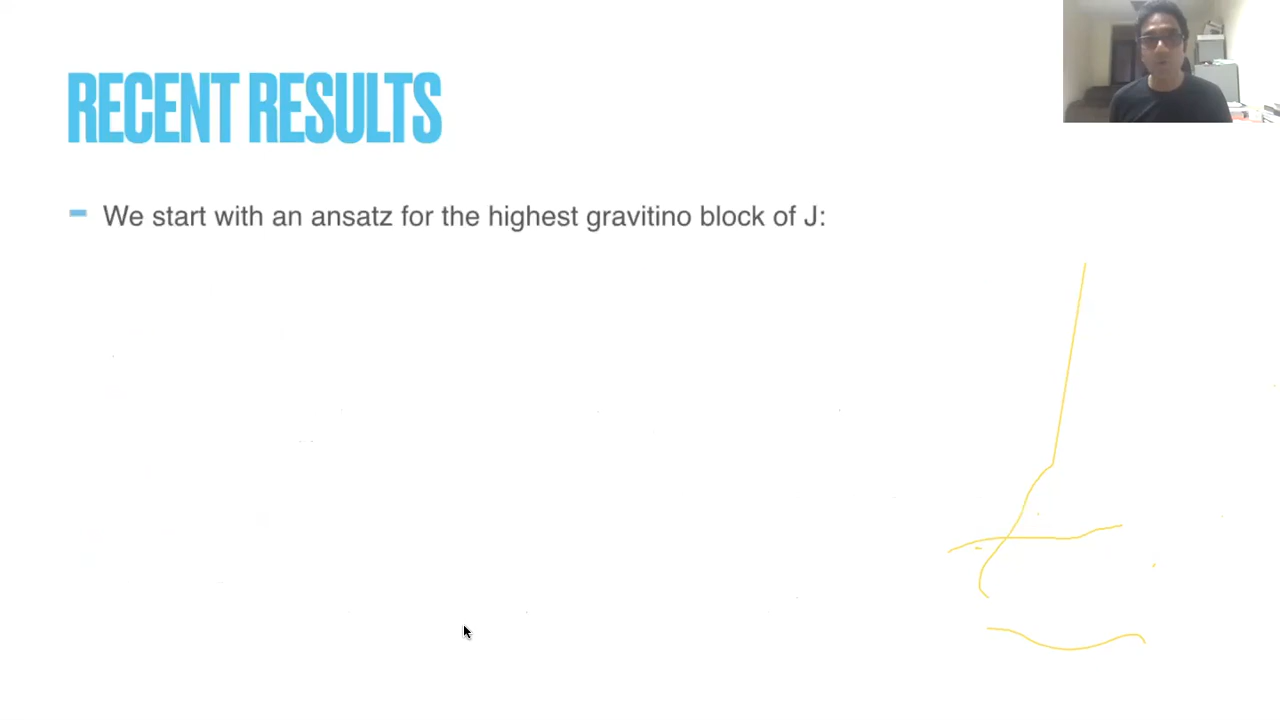 RECENT RESULTS
- We start with an ansatz for the highest gravitino block of J: